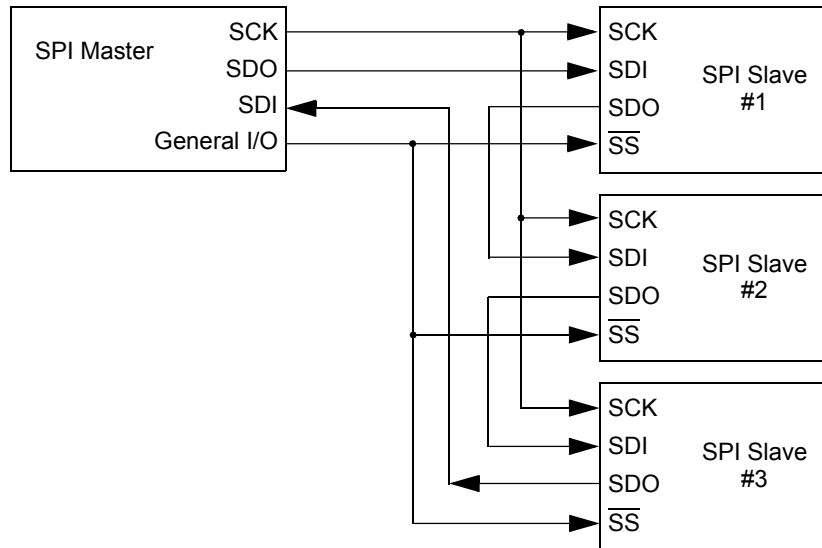 SPI Master
SCK
SDO
SDI
General I/O
SCK
SDI
SDO
SS
SPI Slave
#1
SCK
SDI
SDO
SS
SPI Slave
#2
SCK
SDI
SDO
SS
SPI Slave
#3